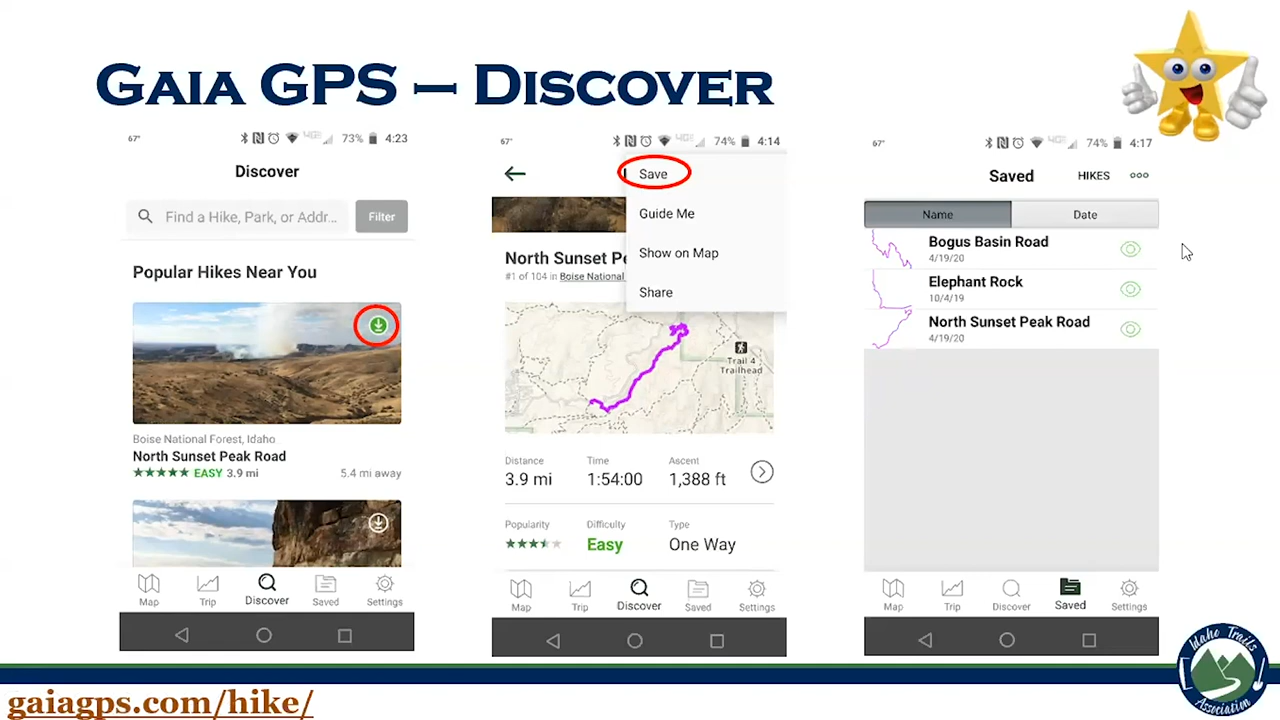 Gaia GPS – Discover
67°
73%
4:23
Discover
Find a Hike, Park, or Addr...
Filter
Popular Hikes Near You
Boise National Forest, Idaho
North Sunset Peak Road
★★★★★ EASY 3.9 mi
5.4 mi away
Map
Trip
Discover
Saved
Settings
67°
74%
4:14
Save
Guide Me
Show on Map
Share
North Sunset Pe
#1 of 104 in Boise National
Trail 4
Trailhead
Distance
Time
Ascent
3.9 mi
1:54:00
1,388 ft
Popularity
Difficulty
Type
Easy
One Way
Map
Trip
Discover
Saved
Settings
67°
74%
4:17
Saved
HIKES
Name
Date
Bogus Basin Road
4/19/20
Elephant Rock
10/4/19
North Sunset Peak Road
4/19/20
Map
Trip
Discover
Saved
Settings
Idaho Trails
Association
gaiagps.com/hike/